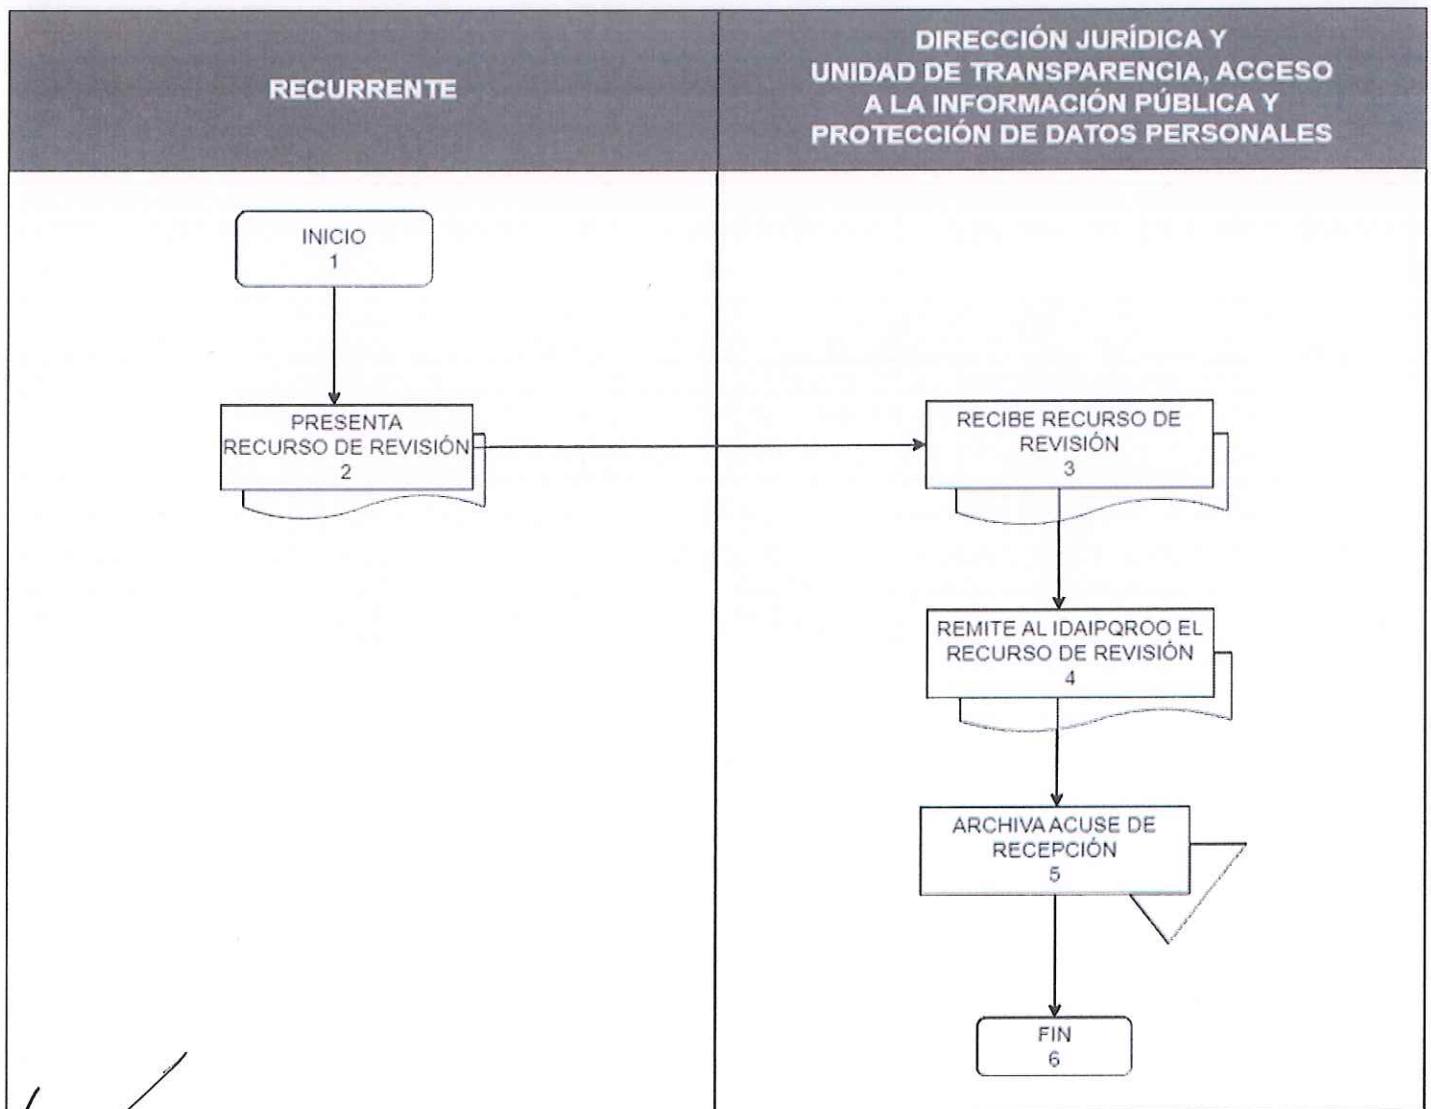 RECURRENTE
DIRECCIÓN JURÍDICA Y
UNIDAD DE TRANSPARENCIA, ACCESO
A LA INFORMACIÓN PÚBLICA Y
PROTECCIÓN DE DATOS PERSONALES
INICIO
1
PRESENTA
RECURSO DE REVISIÓN
2
RECIBE RECURSO DE
REVISIÓN
3
REMITE AL IDAIPQROO EL
RECURSO DE REVISIÓN
4
ARCHIVA ACUSE DE
RECEPCIÓN
5
FIN
6